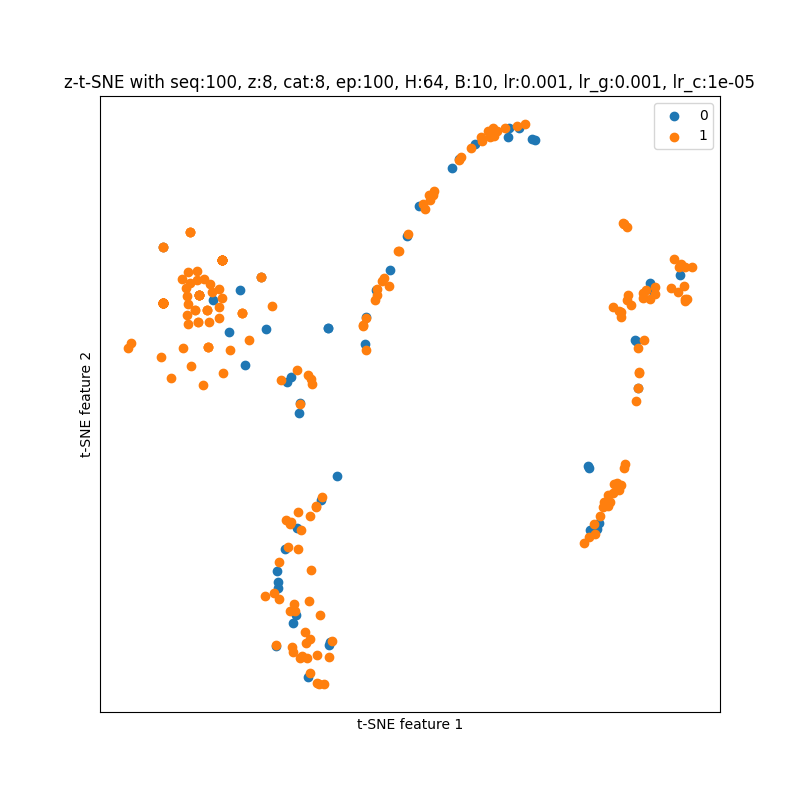 z-t-SNE with seq:100, z:8, cat:8, ep:100, H:64, B:10, lr:0.001, lr_g:0.001, lr_c:1e-05
0
1
t-SNE feature 2
t-SNE feature 1